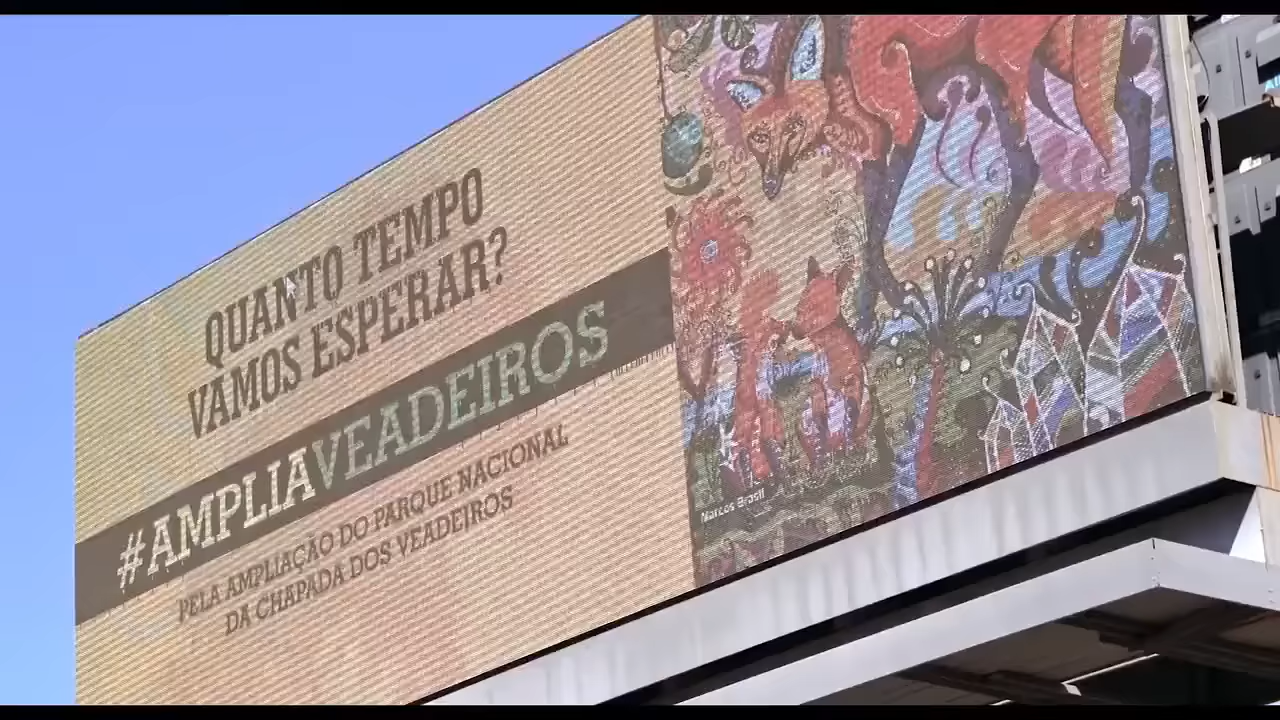 QUANTO TEMPO
VAMOS ESPERAR?
#AMPLIAVEADEIROS
PELA AMPLIAÇÃO DO PARQUE NACIONAL
DA CHAPADA DOS VEADEIROS
Marcos Brasil